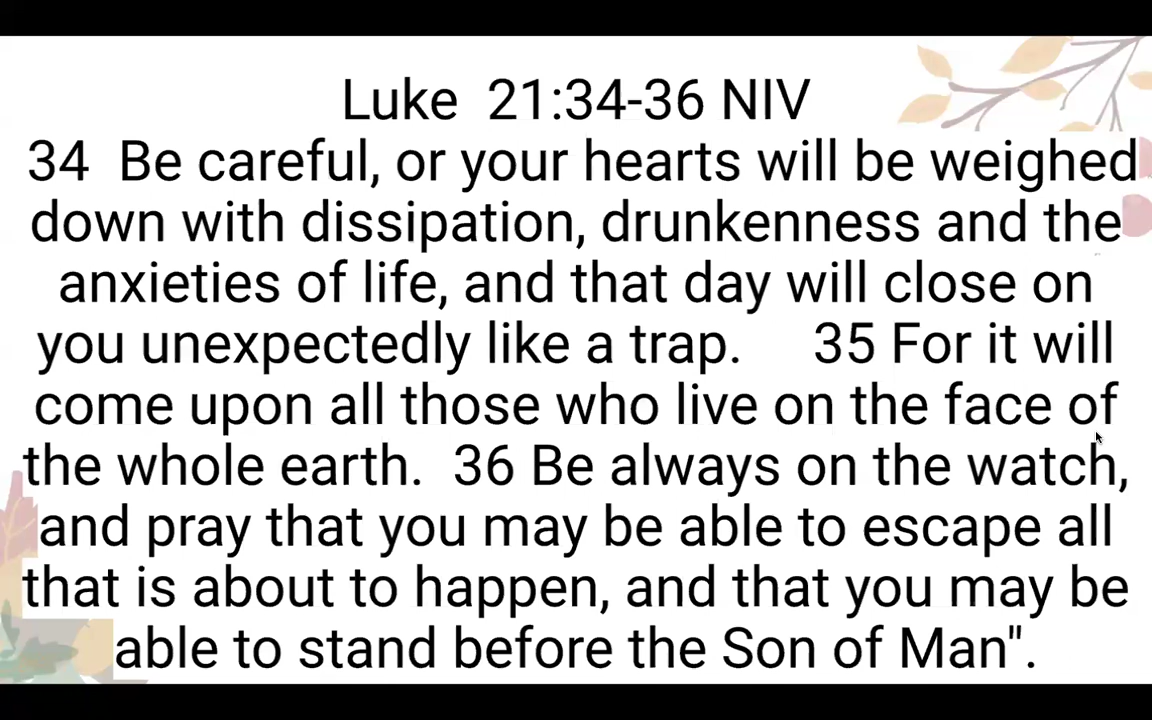 Luke  21:34-36 NIV
34  Be careful, or your hearts will be weighed
down with dissipation, drunkenness and the
anxieties of life, and that day will close on
you unexpectedly like a trap.     35 For it will
come upon all those who live on the face of
the whole earth.  36 Be always on the watch,
and pray that you may be able to escape all
that is about to happen, and that you may be
able to stand before the Son of Man".